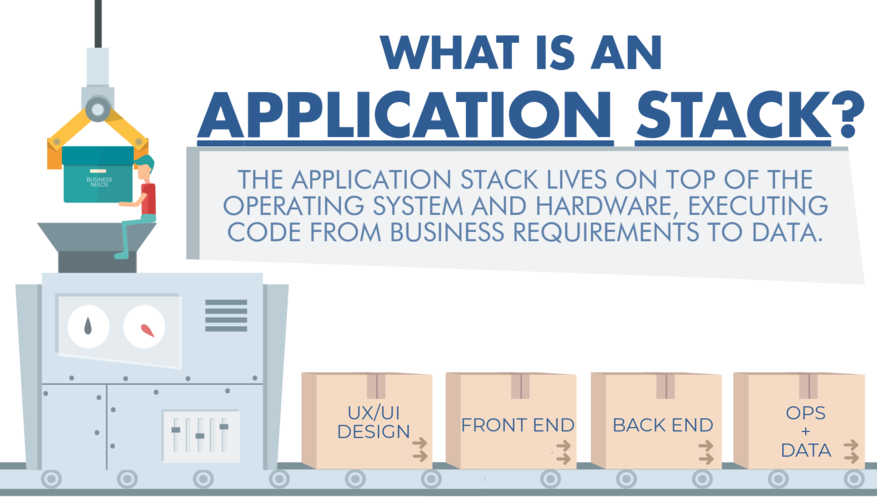 WHAT IS AN
APPLICATION STACK?
THE APPLICATION STACK LIVES ON TOP OF THE
OPERATING SYSTEM AND HARDWARE, EXECUTING
CODE FROM BUSINESS REQUIREMENTS TO DATA.
BUSINESS
NEEDS
UX/UI
DESIGN
FRONT END
BACK END
OPS
+
DATA